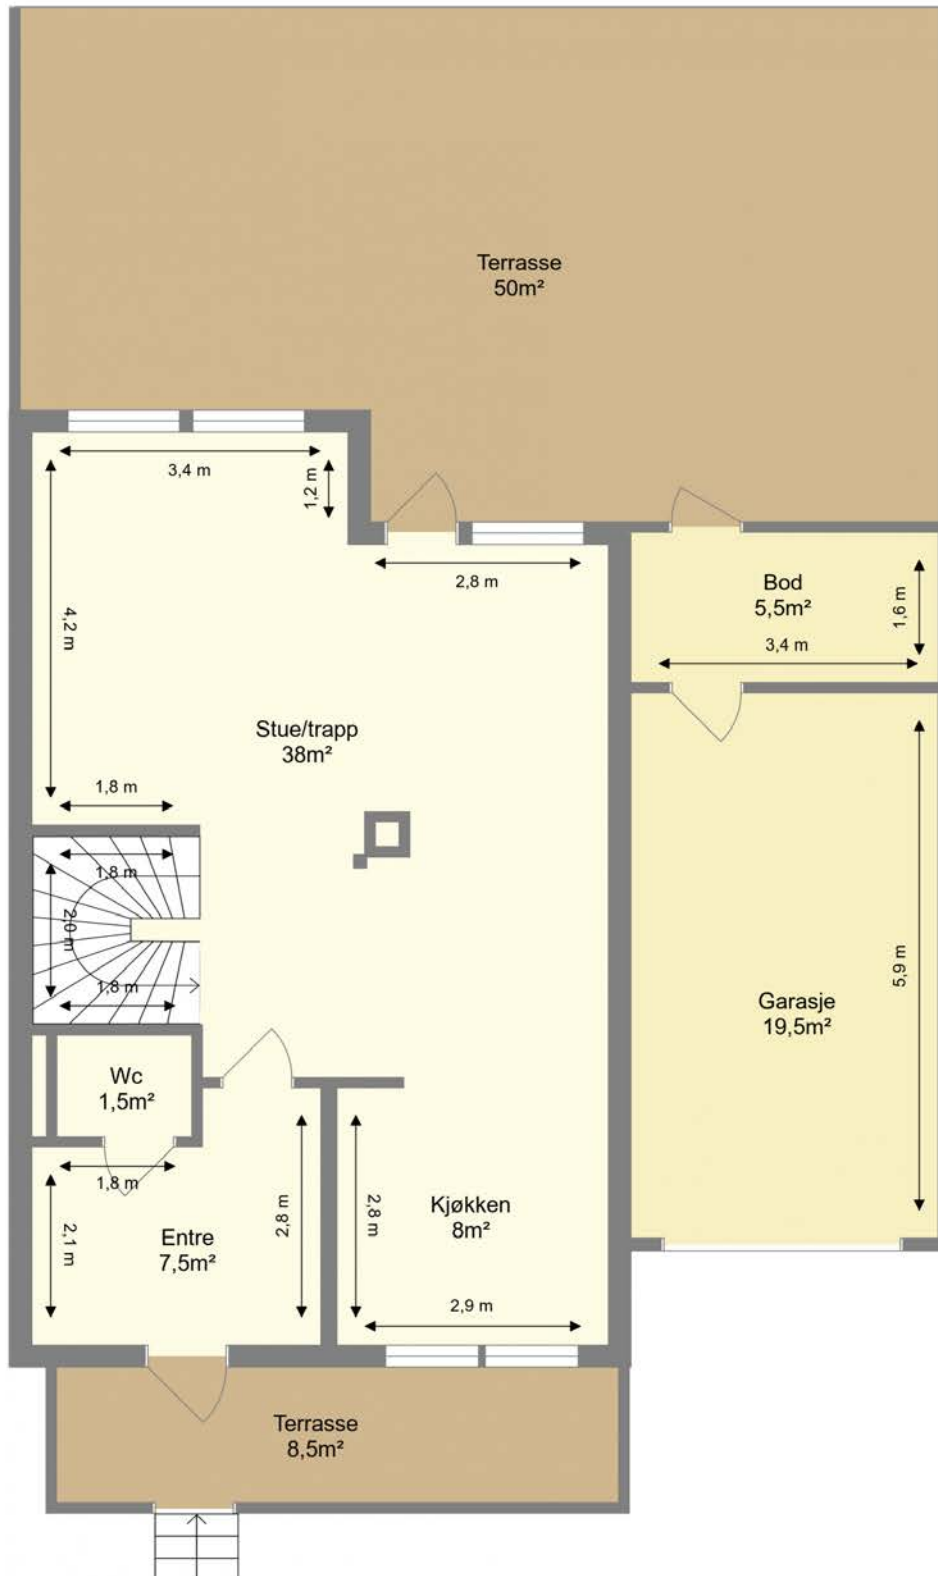 Terrasse
50m²
3,4 m
1,2 m
2,8 m
4,2 m
Bod
5,5m²
1,6 m
3,4 m
Stue/trapp
38m²
1,8 m
1,8 m
2,0 m
1,8 m
5,9 m
Garasje
19,5m²
Wc
1,5m²
1,8 m
2,1 m
Entre
7,5m²
2,8 m
2,8 m
Kjøkken
8m²
2,9 m
Terrasse
8,5m²